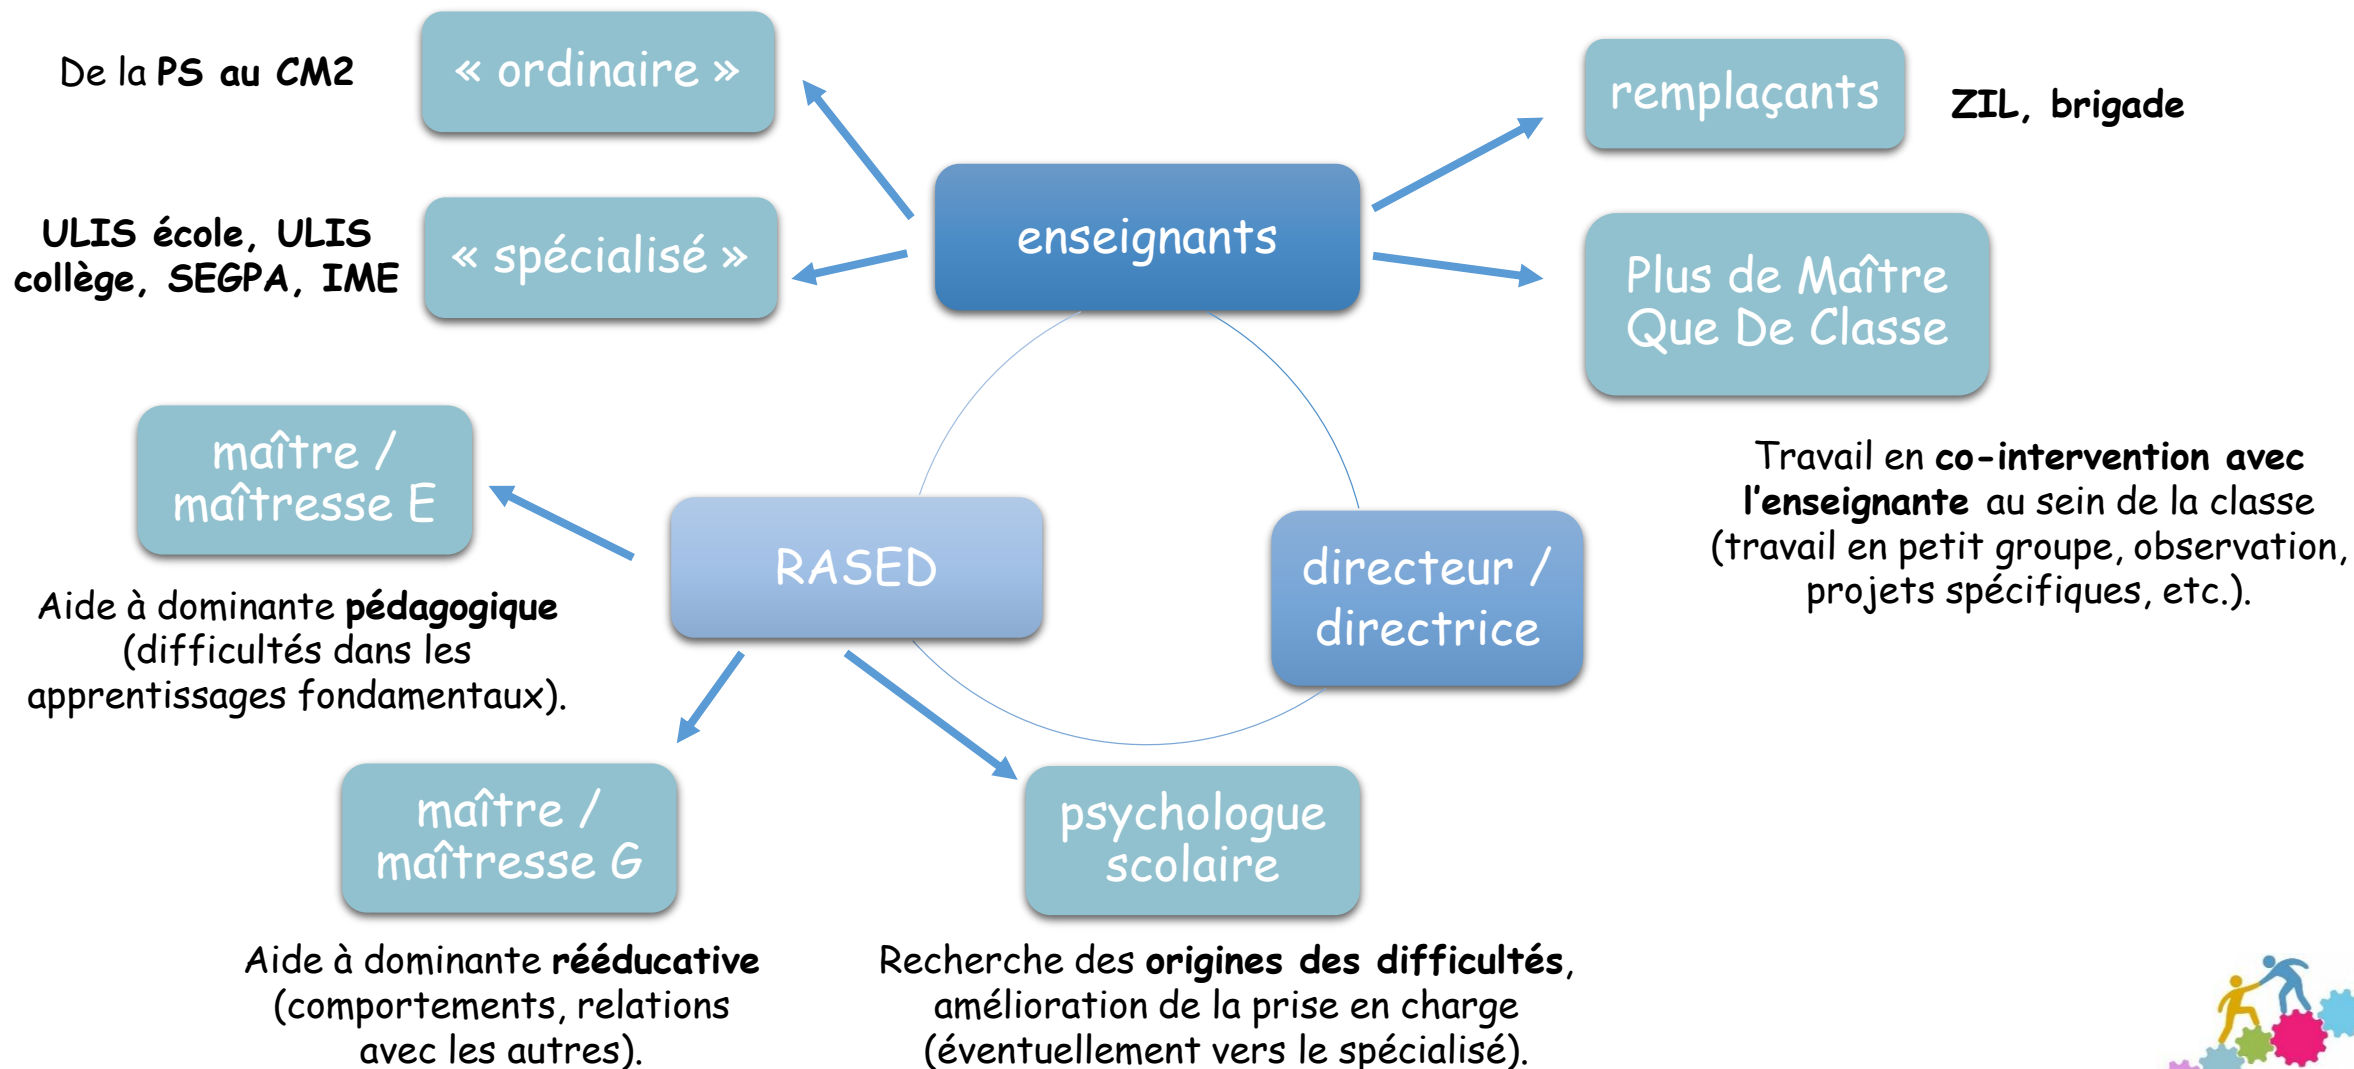 De la PS au CM2
« ordinaire »
remplaçants
ZIL, brigade
enseignants
ULIS école, ULIS
collège, SEGPA, IME
« spécialisé »
Plus de Maître
Que De Classe
Travail en co-intervention avec
l'enseignante au sein de la classe
(travail en petit groupe, observation,
projets spécifiques, etc.).
maître /
maîtresse E
Aide à dominante pédagogique
(difficultés dans les
apprentissages fondamentaux).
RASED
directeur /
directrice
maître /
maîtresse G
Aide à dominante rééducative
(comportements, relations
avec les autres).
psychologue
scolaire
Recherche des origines des difficultés,
amélioration de la prise en charge
(éventuellement vers le spécialisé).